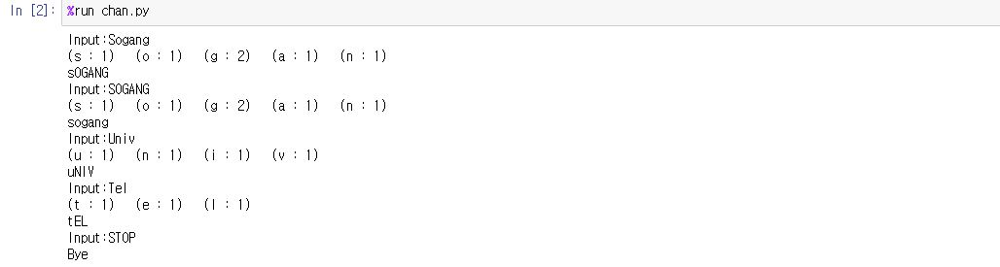 In [2]: %run chan.py
Input:Sogang
(s : 1) (o : 1) (g : 2) (a : 1) (n : 1)
sOGANG
Input:SOGANG
(s : 1) (o : 1) (g : 2) (a : 1) (n : 1)
sogang
Input:Univ
(u : 1) (n : 1) (i : 1) (v : 1)
uNIV
Input:Tel
(t : 1) (e : 1) (l : 1)
tEL
Input:STOP
Bye